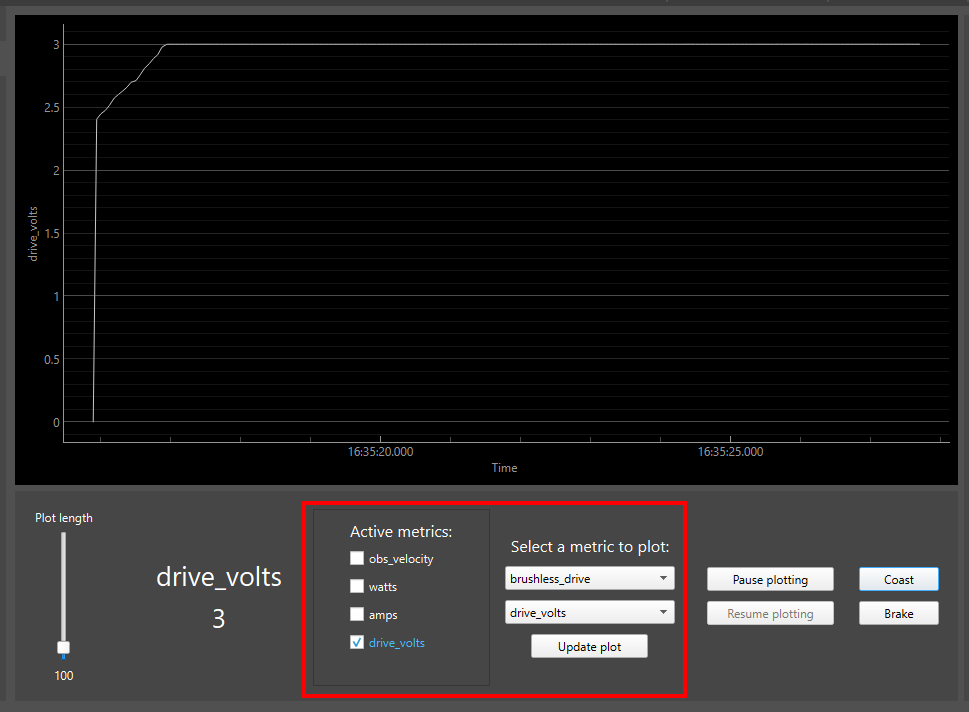 3
2.5
2
1.5
1
0.5
0
drive_volts
16:35:20.000
16:35:25.000
Time
Plot length
100
drive_volts
3
Active metrics:
obs_velocity
watts
amps
drive_volts
Select a metric to plot:
brushless_drive
drive_volts
Update plot
Pause plotting
Resume plotting
Coast
Brake